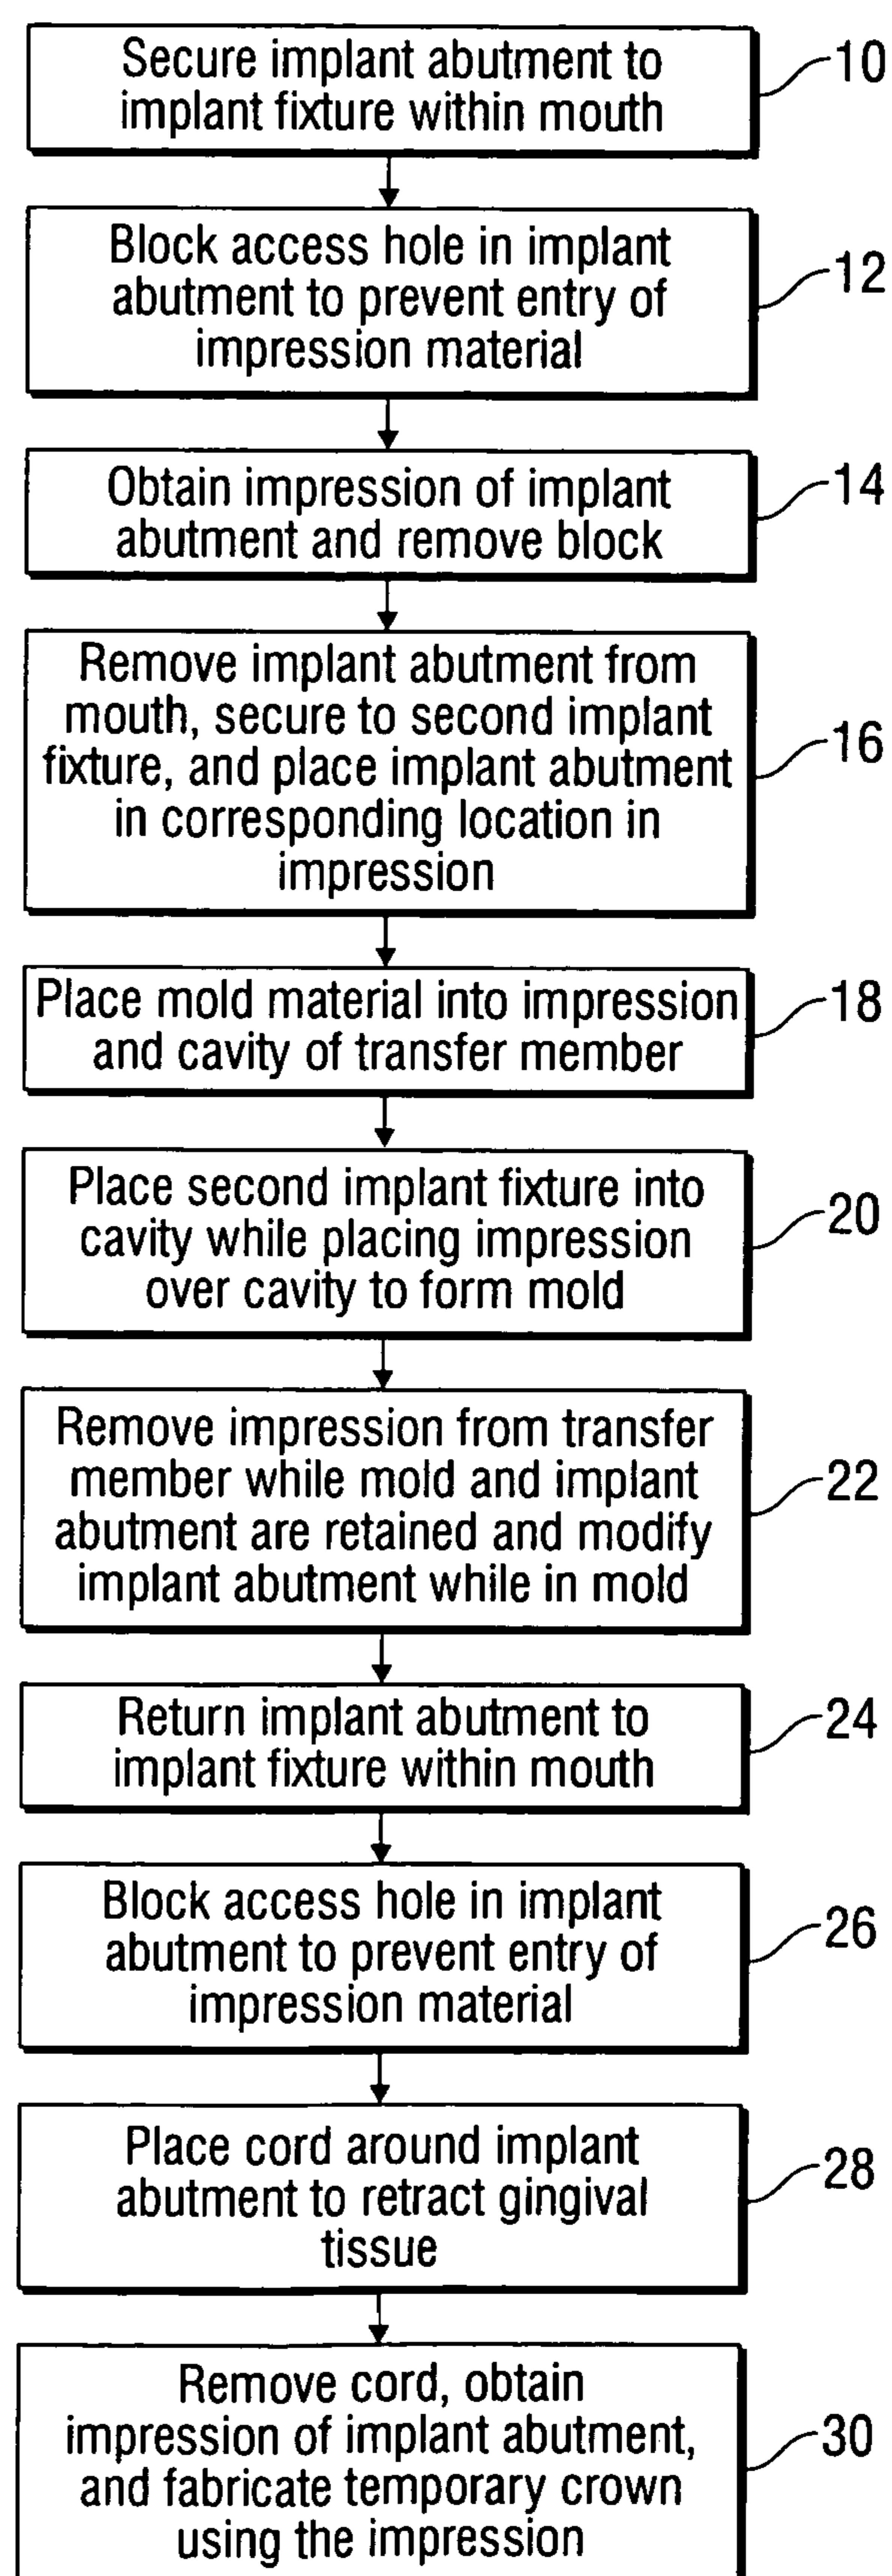 Secure implant abutment to
implant fixture within mouth
10
Block access hole in implant
abutment to prevent entry of
impression material
12
Obtain impression of implant
abutment and remove block
14
Remove implant abutment from
mouth, secure to second implant
fixture, and place implant abutment
in corresponding location in
impression
16
Place mold material into impression
and cavity of transfer member
18
Place second implant fixture into
cavity while placing impression
over cavity to form mold
20
Remove impression from transfer
member while mold and implant
abutment are retained and modify
implant abutment while in mold
22
Return implant abutment to
implant fixture within mouth
24
Block access hole in implant
abutment to prevent entry of
impression material
26
Place cord around implant
abutment to retract gingival
tissue
28
Remove cord, obtain
impression of implant abutment,
and fabricate temporary crown
using the impression
30